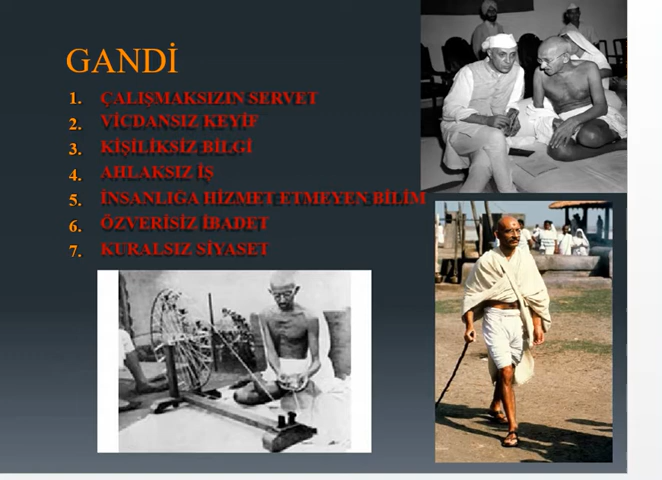 GANDİ
1. ÇALIŞMAKSIZIN SERVET
2. VİCDANSIZ KEYİF
3. KİŞİLİKSİZ BİLGİ
4. AHLAKSIZ İŞ
5. İNSANLIGA HİZMET ETMEYEN BİLİM
6. ÖZVERİSİZ İBADET
7. KURALSIZ SİYASET